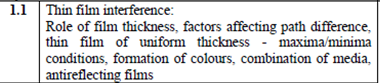 1.1 Thin film interference:
Role of film thickness, factors affecting path difference,
thin film of uniform thickness - maxima/minima
conditions, formation of colours, combination of media,
antireflecting films